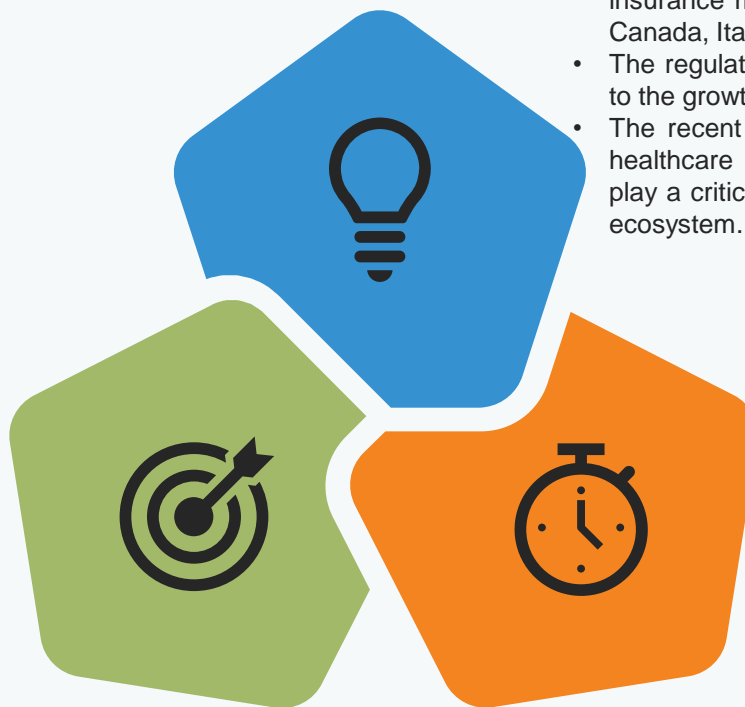 insurance
Canada, Ita
• The regulat
to the growt
• The recent
healthcare
play a critic
ecosystem.